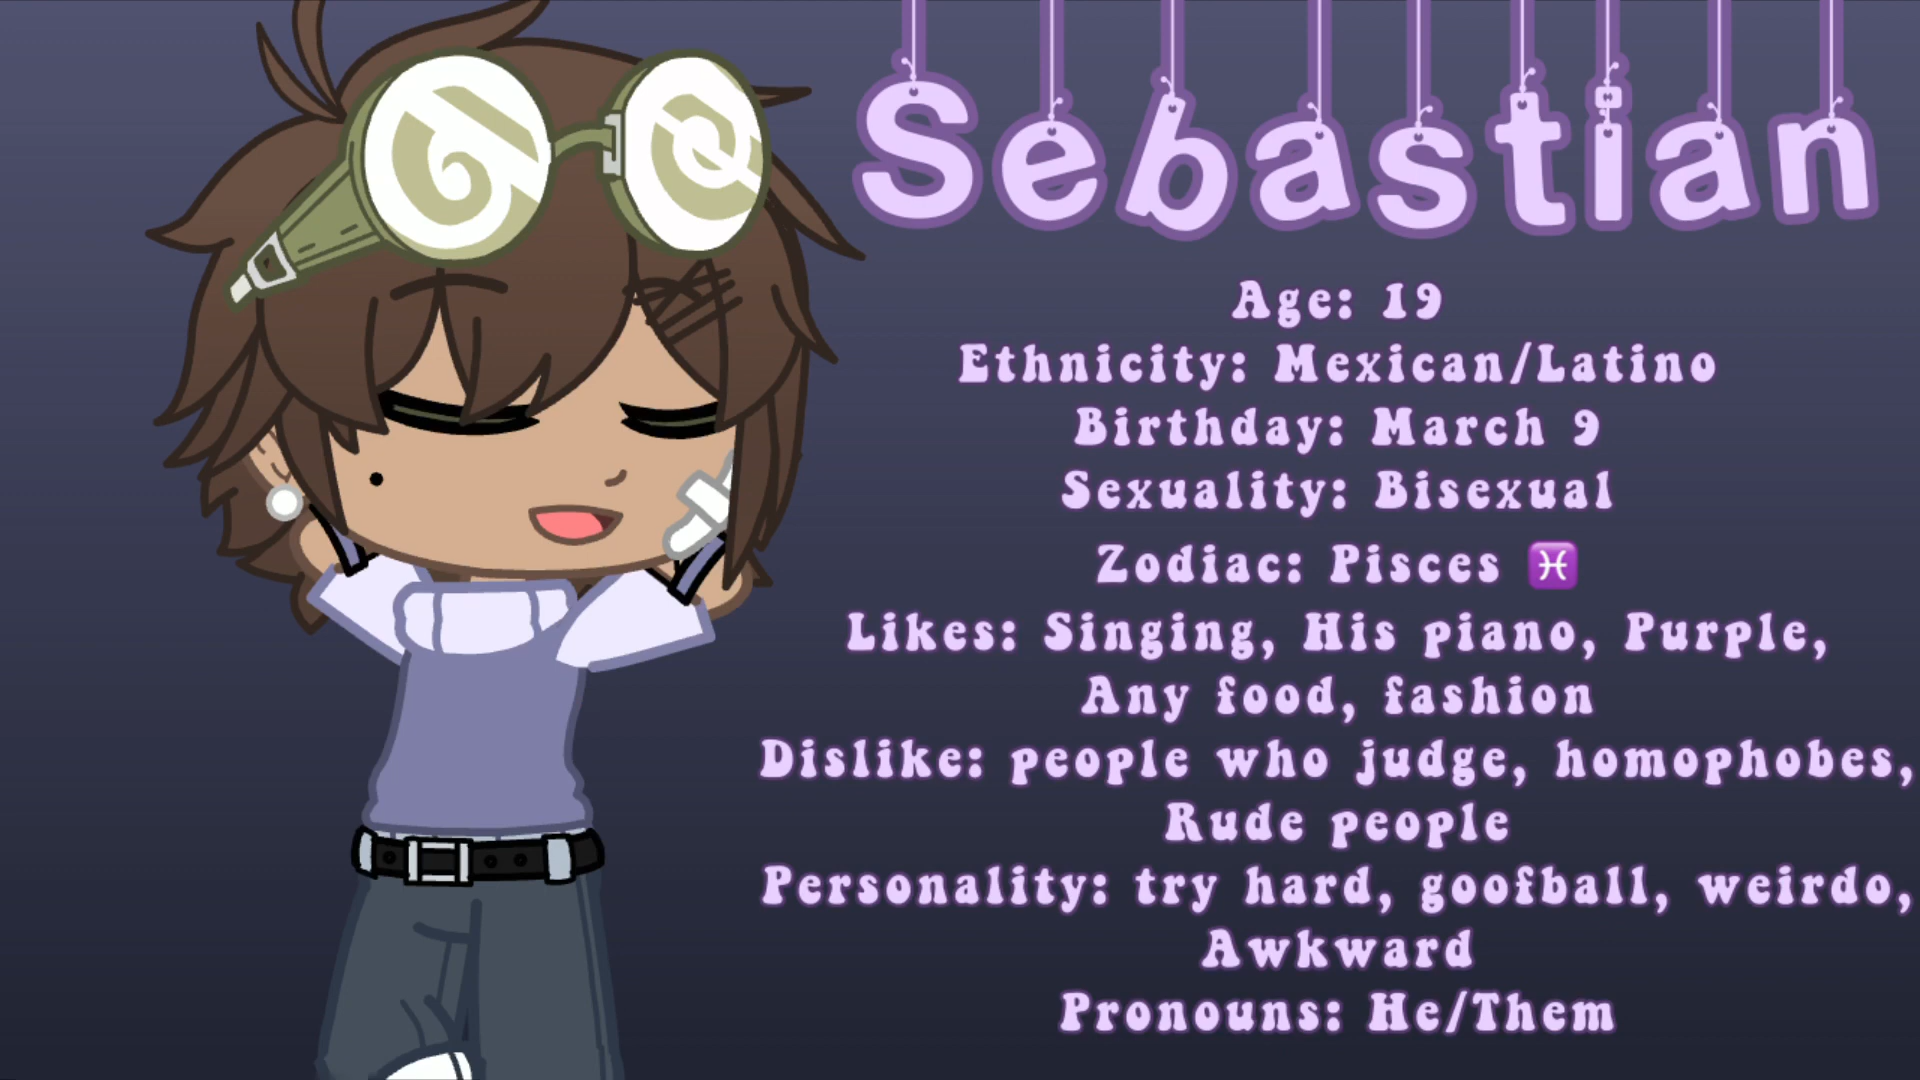 Sebastian
Age: 19
Ethnicity: Mexican/Latino
Birthday: March 9
Sexuality: Bisexual
Zodiac: Pisces ♓
Likes: Singing, His piano, Purple,
Any food, fashion
Dislike: people who judge, homophobes,
Rude people
Personality: try hard, goofball, weirdo,
Awkward
Pronouns: He/Them